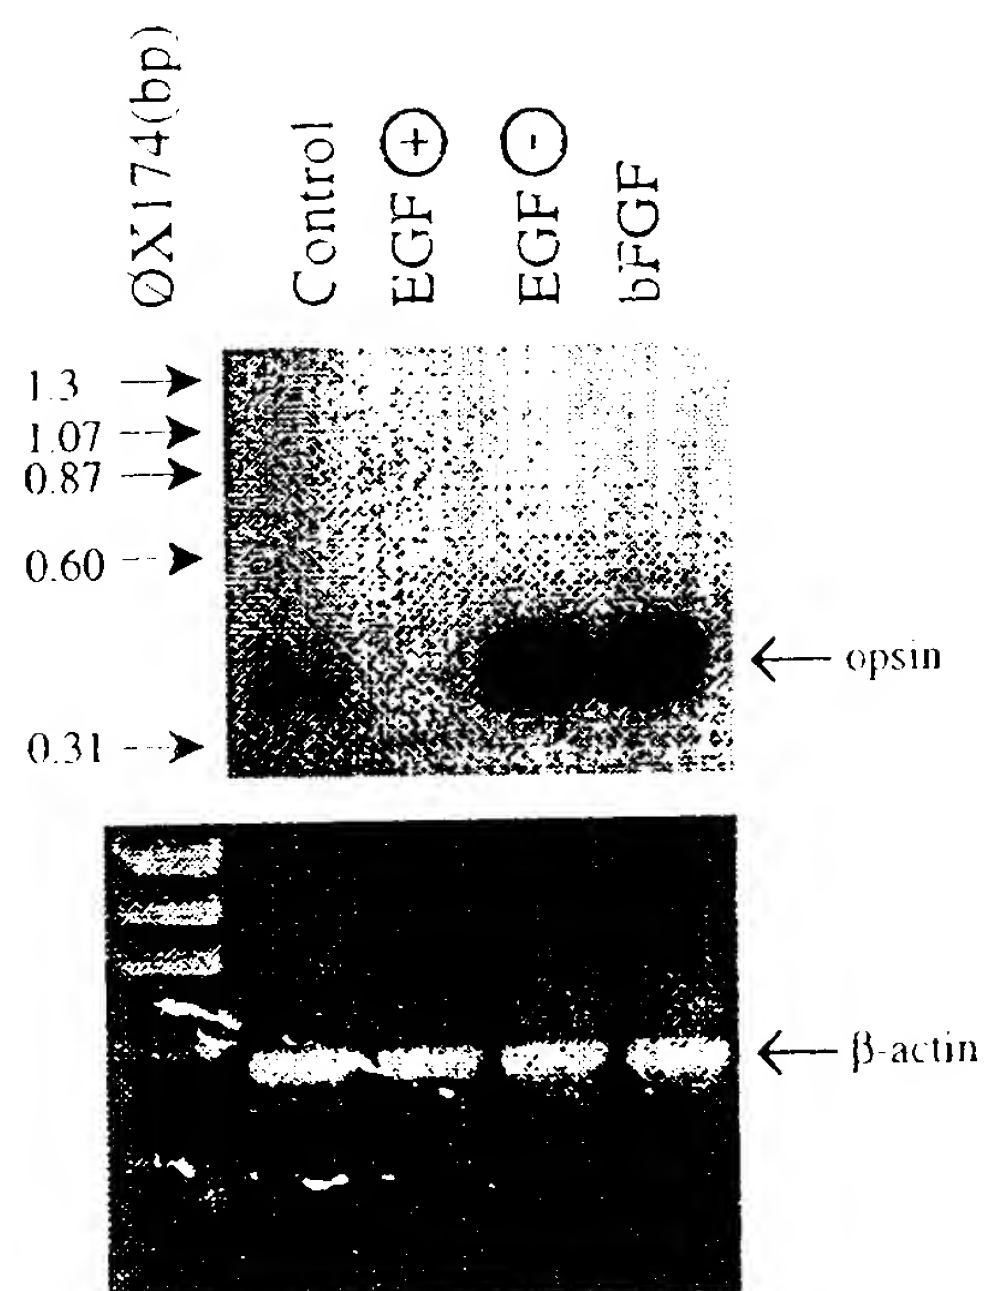 ØX174(bp)
Control
EGF +
EGF -
bFGF
1.3
1.07
0.87
0.60
0.31
opsin
β-actin